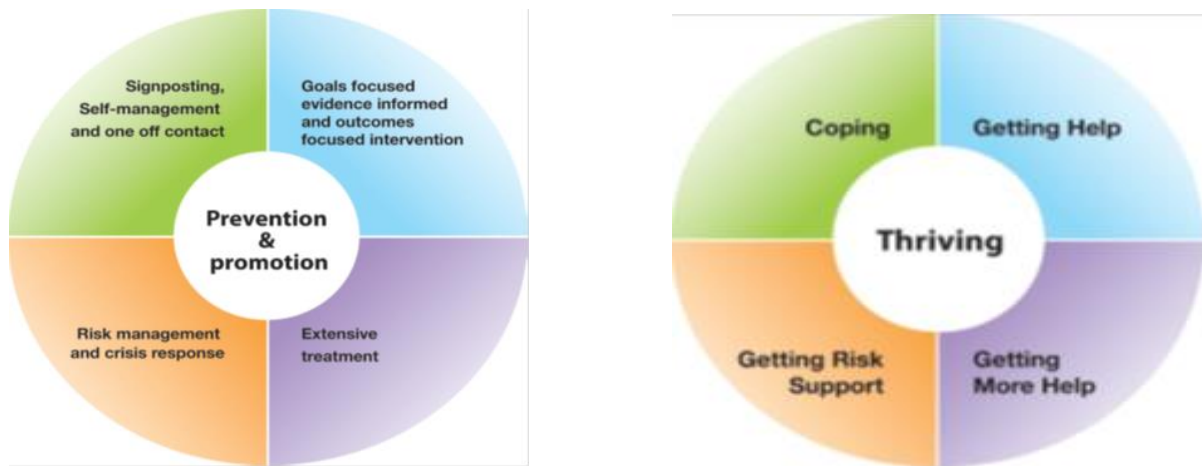 Signposting,
Self-management
and one off contact
Goals focused
evidence informed
and outcomes
focused intervention
Prevention
&
promotion
Risk management
and crisis response
Extensive
treatment
Coping
Getting Help
Thriving
Getting Risk
Support
Getting
More Help